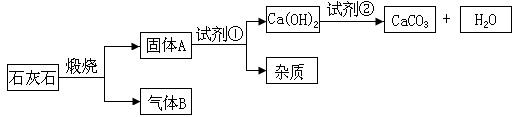 石灰石
煅烧
固体A
气体B
试剂①
Ca(OH)₂
杂质
试剂②
CaCO₃
+
H₂O